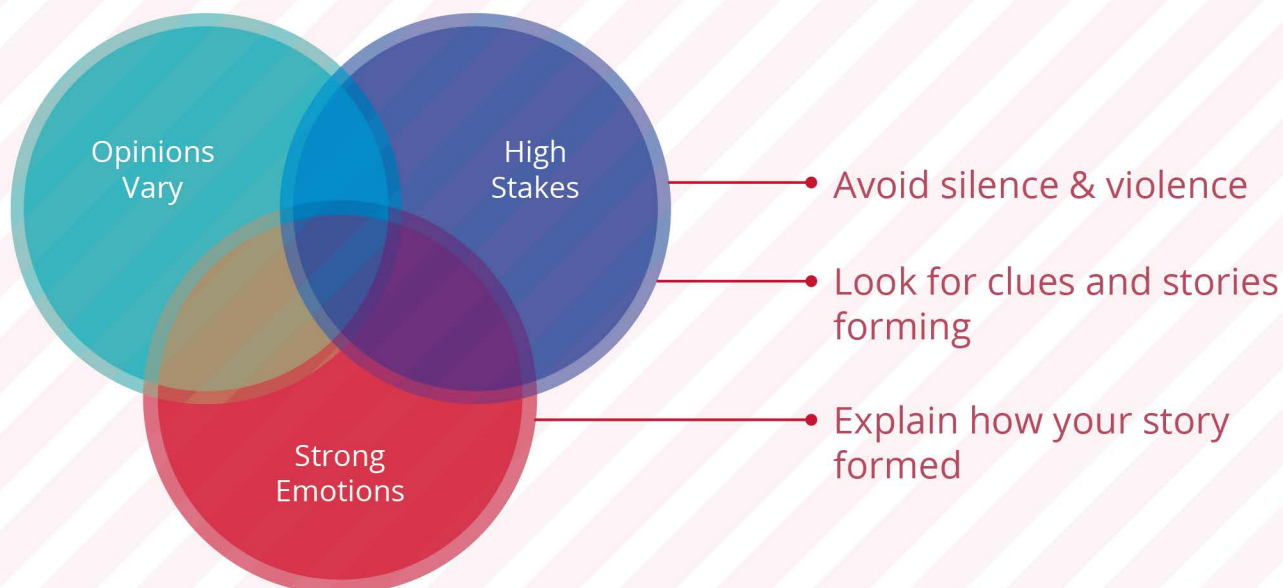 Opinions
Vary
High
Stakes
Strong
Emotions
Avoid silence & violence
Look for clues and stories
forming
Explain how your story
formed